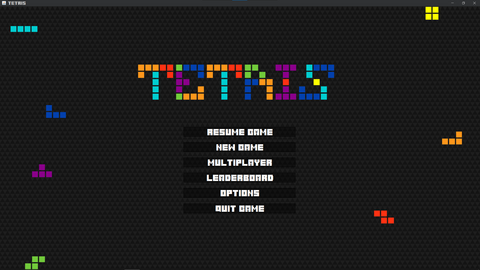 TETRIS
TETRIS
RESUME GAME
NEW GAME
MULTIPLAYER
LEADERBOARD
OPTIONS
QUIT GAME